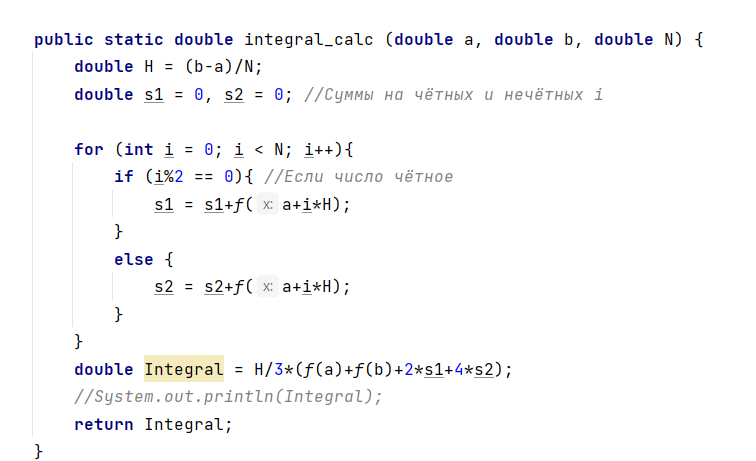 public static double integral_calc (double a, double b, double N) {
    double H = (b-a)/N;
    double s1 = 0, s2 = 0; //Суммы на чётных и нечётных i
    for (int i = 0; i < N; i++){
        if (i%2 == 0){ //Если число чётное
            s1 = s1+f( x: a+i*H);
        }
        else {
            s2 = s2+f( x: a+i*H);
        }
    }
    double Integral = H/3*(f(a)+f(b)+2*s1+4*s2);
    //System.out.println(Integral);
    return Integral;
}